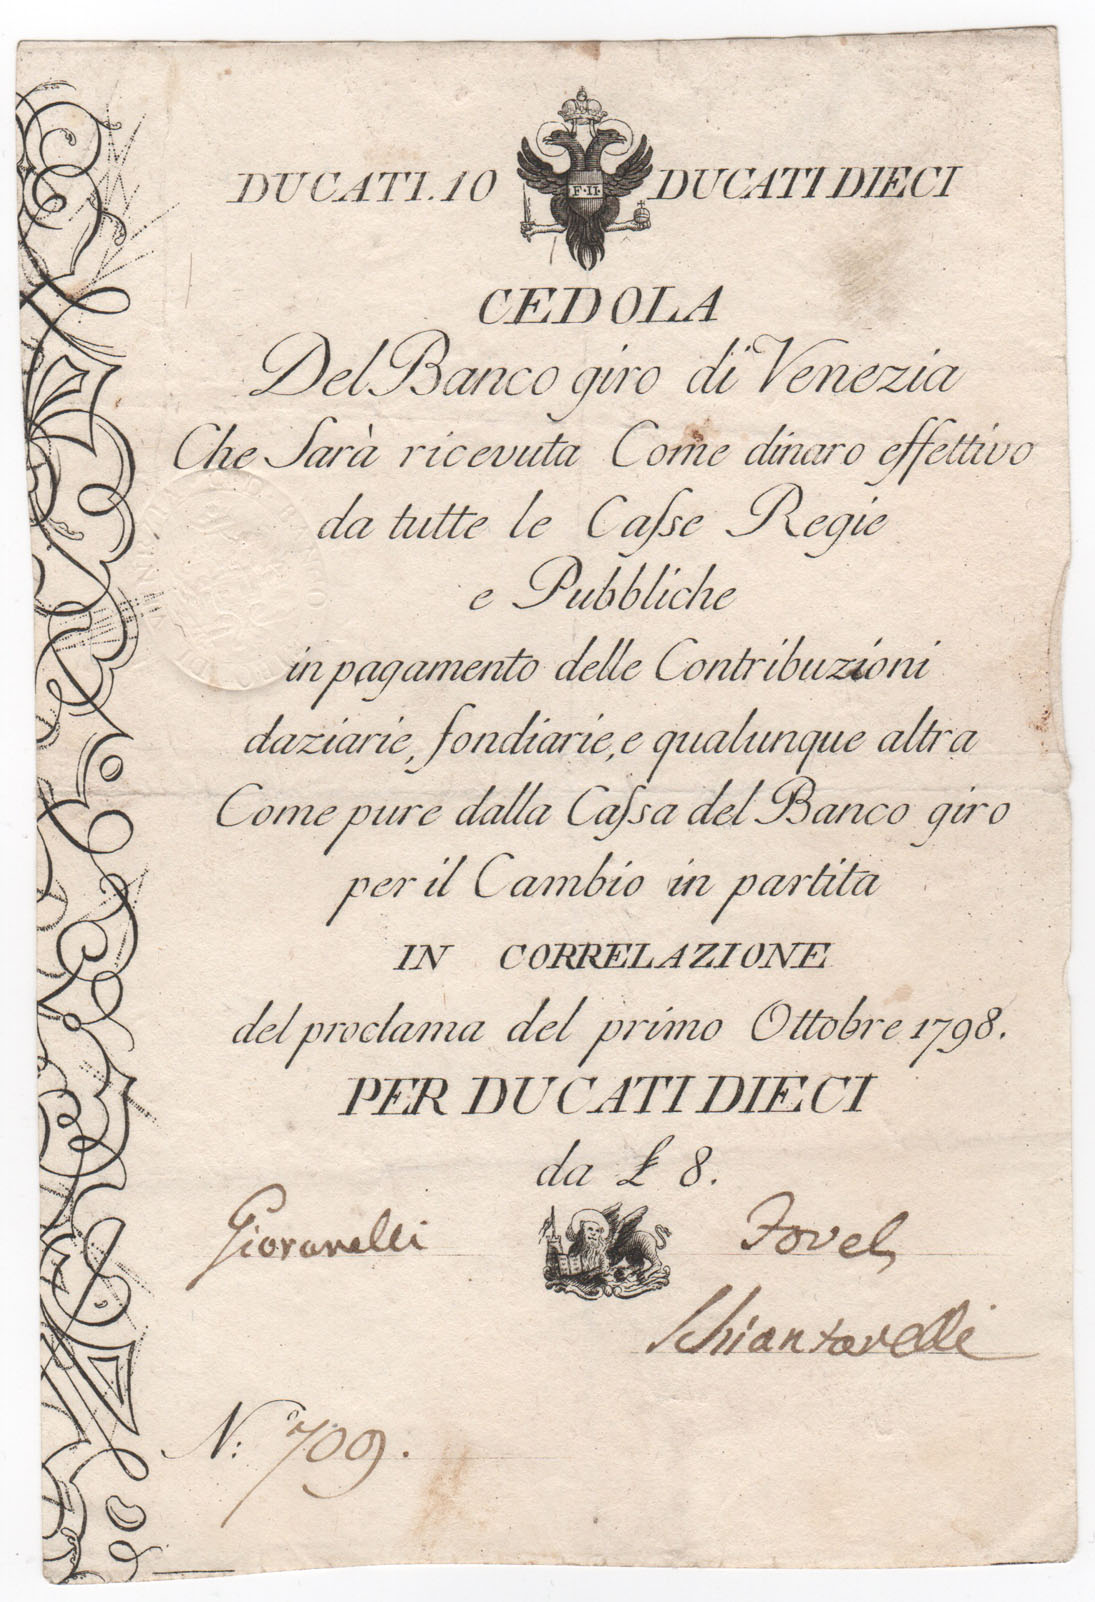 DUCATI. 10 DUCATI DIECI
F·II·
CEDOLA
Del Banco giro di Venezia
Che Sarà ricevuta Come dinaro effettivo
da tutte le Caſse Regie
e Pubbliche
in pagamento delle Contribuzioni
daziarie, fondiarie, e qualunque altra
Come pure dalla Caſsa del Banco giro
per il Cambio in partita
IN CORRELAZIONE
del proclama del primo Ottobre 1798.
PER DUCATI DIECI
da £ 8.
Giovanelli
Fovel
Schiantarelli
N:º 709.